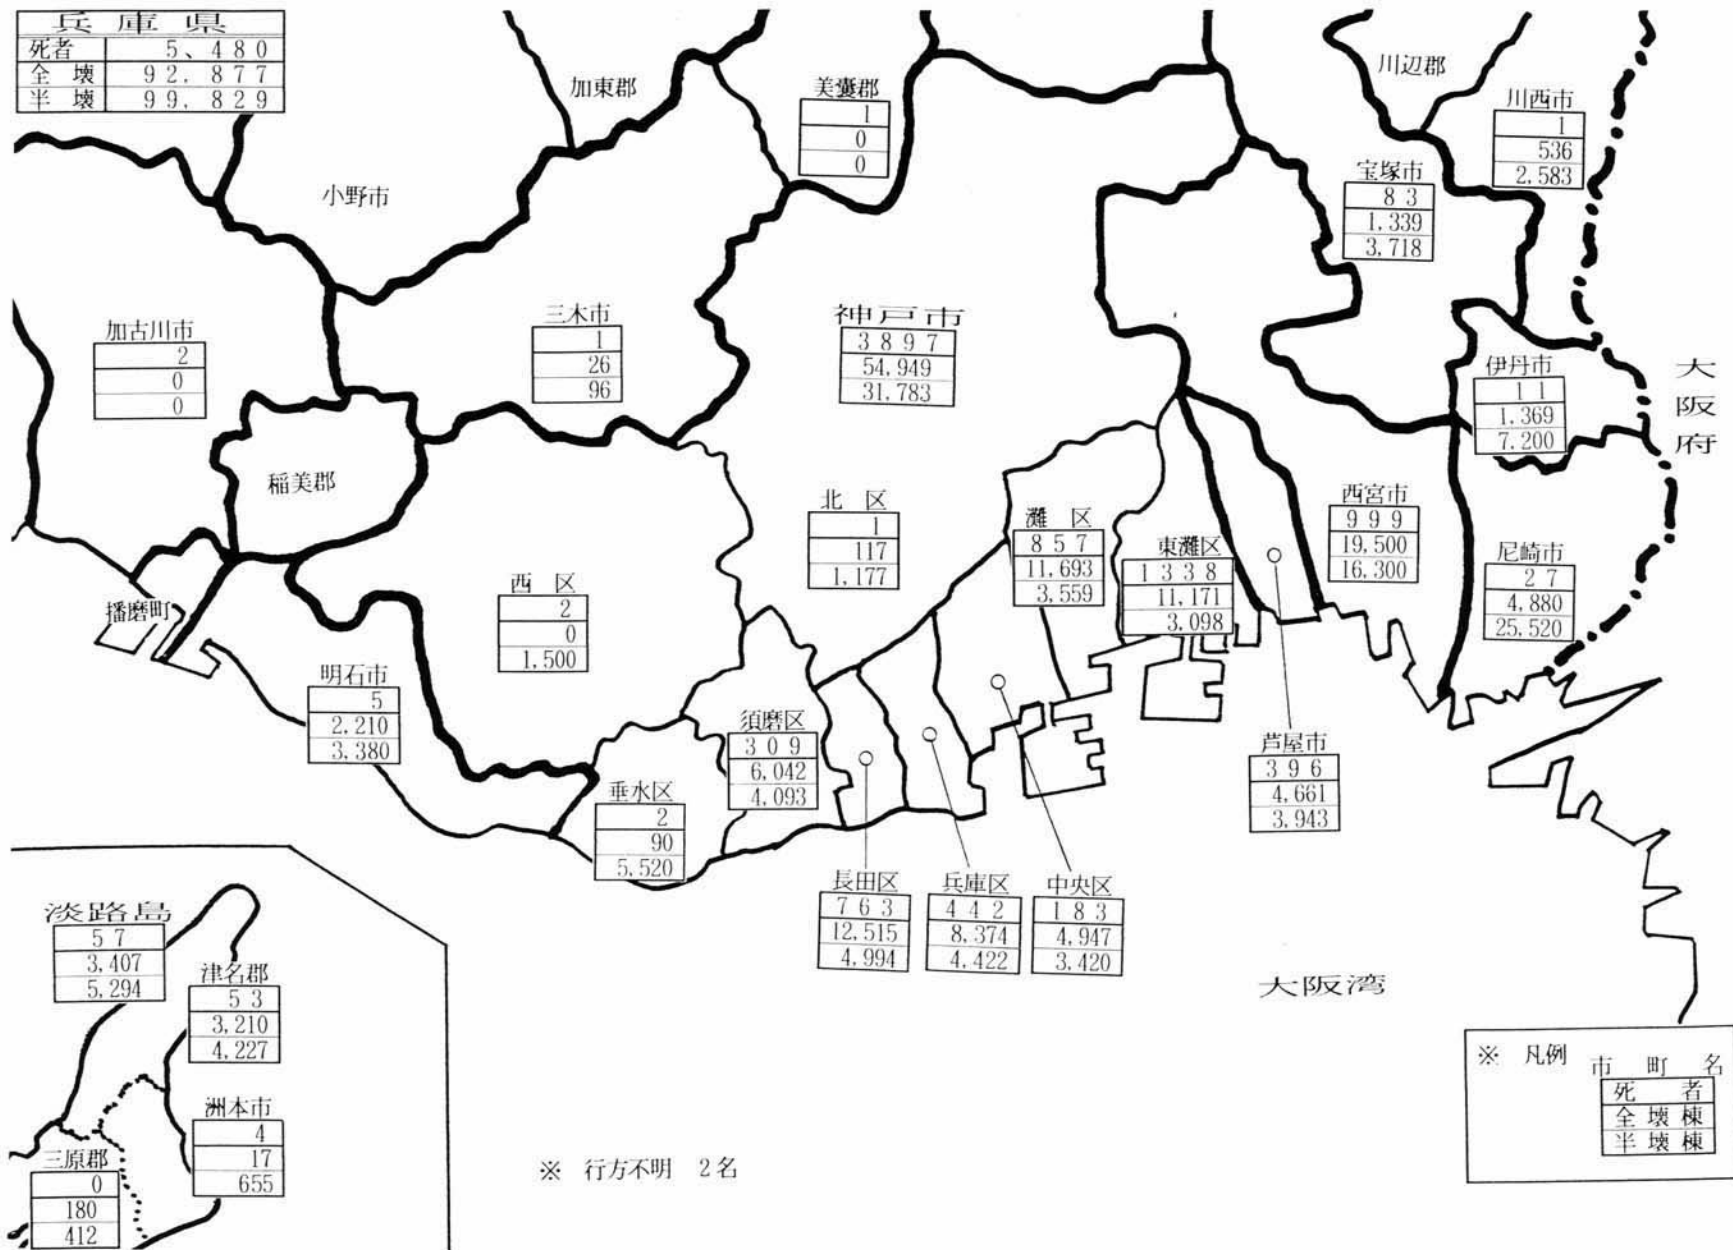 兵庫県
死者 5、480
全壊 92.877
半壊 99.829
加東郡
美嚢郡
1
0
0
川辺郡
川西市
1
536
2,583
小野市
宝塚市
83
1,339
3,718
加古川市
2
0
0
三木市
1
26
96
神戸市
3897
54,949
31,783
伊丹市
11
1,369
7,200
大阪府
稲美郡
北区
1
117
1,177
灘区
857
11,693
3,559
東灘区
1338
11,171
3,098
西宮市
999
19,500
16,300
尼崎市
27
4,880
25,520
西区
2
0
1,500
播磨町
明石市
5
2,210
3,380
須磨区
309
6,042
4,093
芦屋市
396
4,661
3,943
垂水区
2
90
5,520
長田区
763
12,515
4,994
兵庫区
442
8,374
4,422
中央区
183
4,947
3,420
淡路島
57
3,407
5,294
津名郡
53
3,210
4,227
洲本市
4
17
655
三原郡
0
180
412
大阪湾
※ 行方不明 2名
※ 凡例
市町名
死者
全壊棟
半壊棟